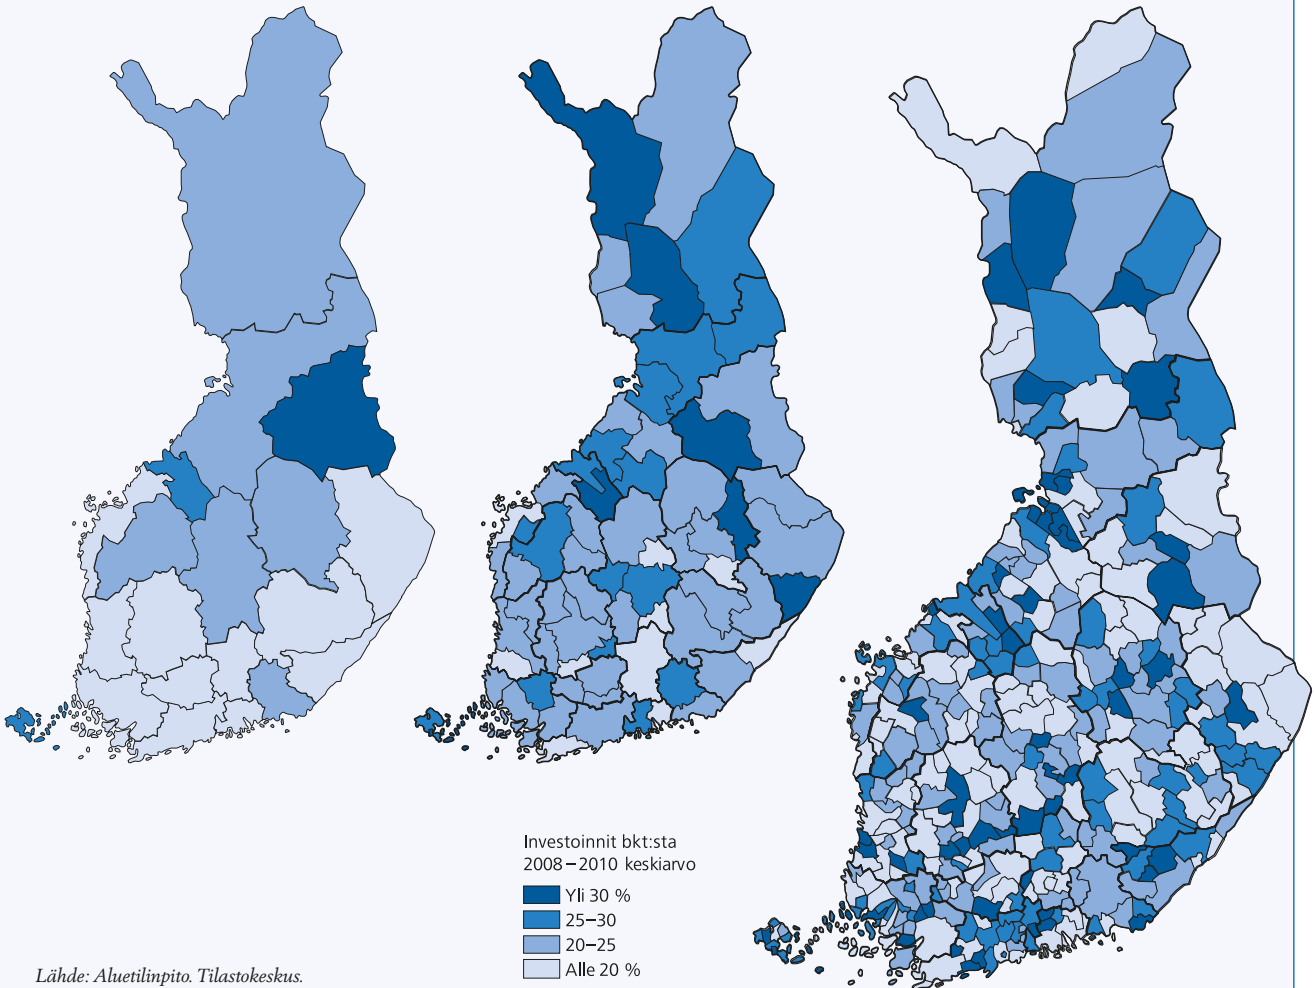 Investoinnit bkt:sta
2008–2010 keskiarvo
Yli 30 %
25–30
20–25
Alle 20 %
Lähde: Aluetilinpito. Tilastokeskus.